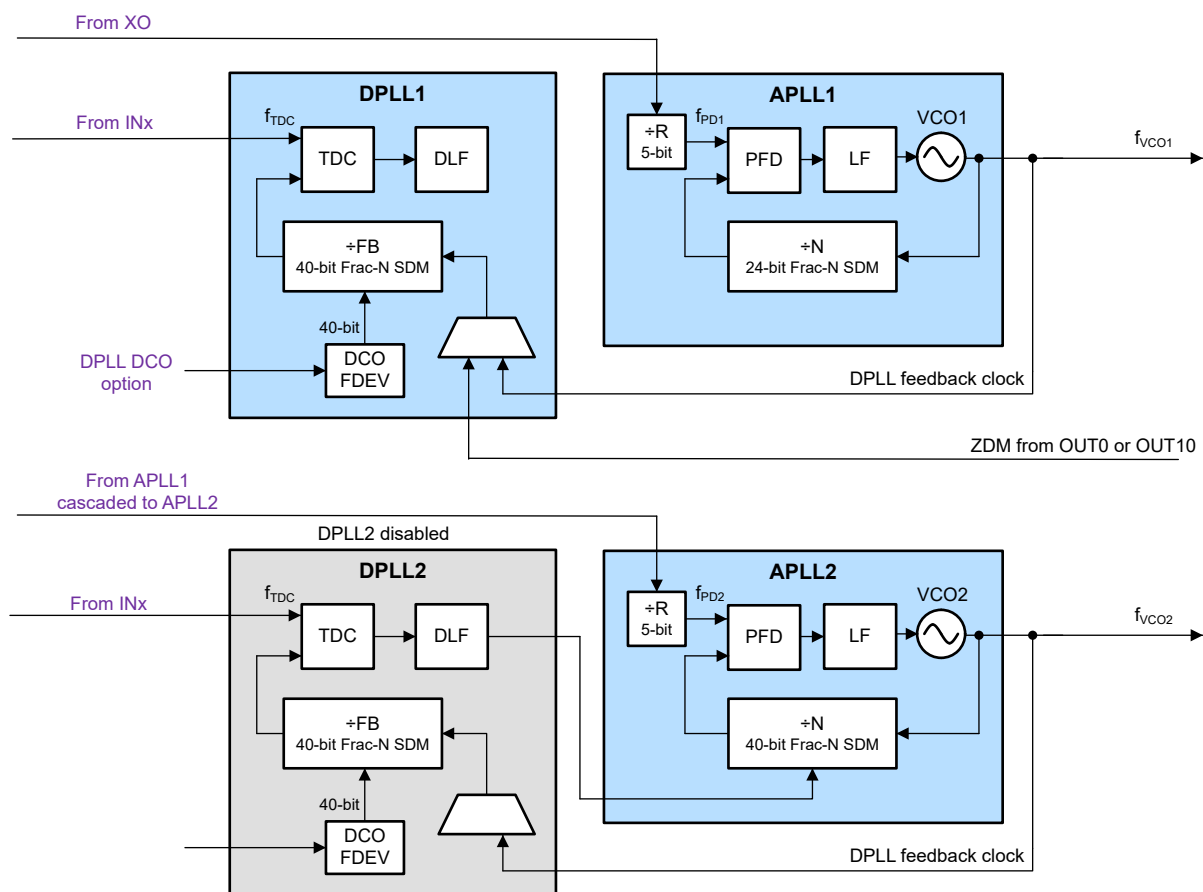 From XO
DPLL1
APLL1
From INx
fTDC
TDC
DLF
÷R
5-bit
fPD1
PFD
LF
VCO1
fVCO1
÷FB
40-bit Frac-N SDM
÷N
24-bit Frac-N SDM
40-bit
DPLL DCO
option
DCO
FDEV
DPLL feedback clock
ZDM from OUT0 or OUT10
From APLL1
cascaded to APLL2
DPLL2 disabled
DPLL2
APLL2
From INx
fTDC
TDC
DLF
÷R
5-bit
fPD2
PFD
LF
VCO2
fVCO2
÷FB
40-bit Frac-N SDM
÷N
40-bit Frac-N SDM
40-bit
DCO
FDEV
DPLL feedback clock